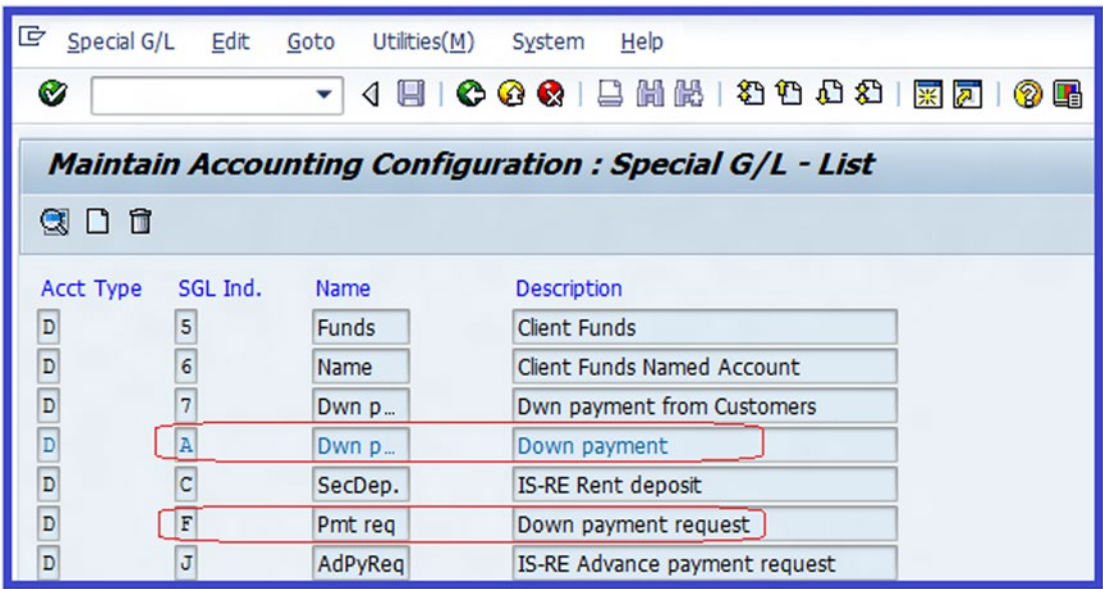 Special G/L Edit Goto Utilities(M) System Help
Maintain Accounting Configuration : Special G/L - List
Acct Type SGL Ind. Name Description
D 5 Funds Client Funds
D 6 Name Client Funds Named Account
D 7 Dwn p... Dwn payment from Customers
D A Dwn p... Down payment
D C SecDep. IS-RE Rent deposit
D F Pmt req Down payment request
D J AdPyReq IS-RE Advance payment request